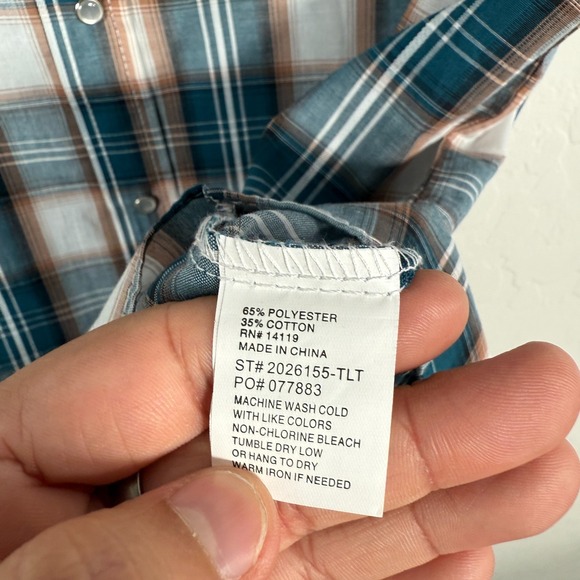 65% POLYESTER
35% COTTON
RN# 14119
MADE IN CHINA
ST# 2026155-TLT
PO# 077883
MACHINE WASH COLD
WITH LIKE COLORS
NON-CHLORINE BLEACH
TUMBLE DRY LOW
OR HANG TO DRY
WARM IRON IF NEEDED